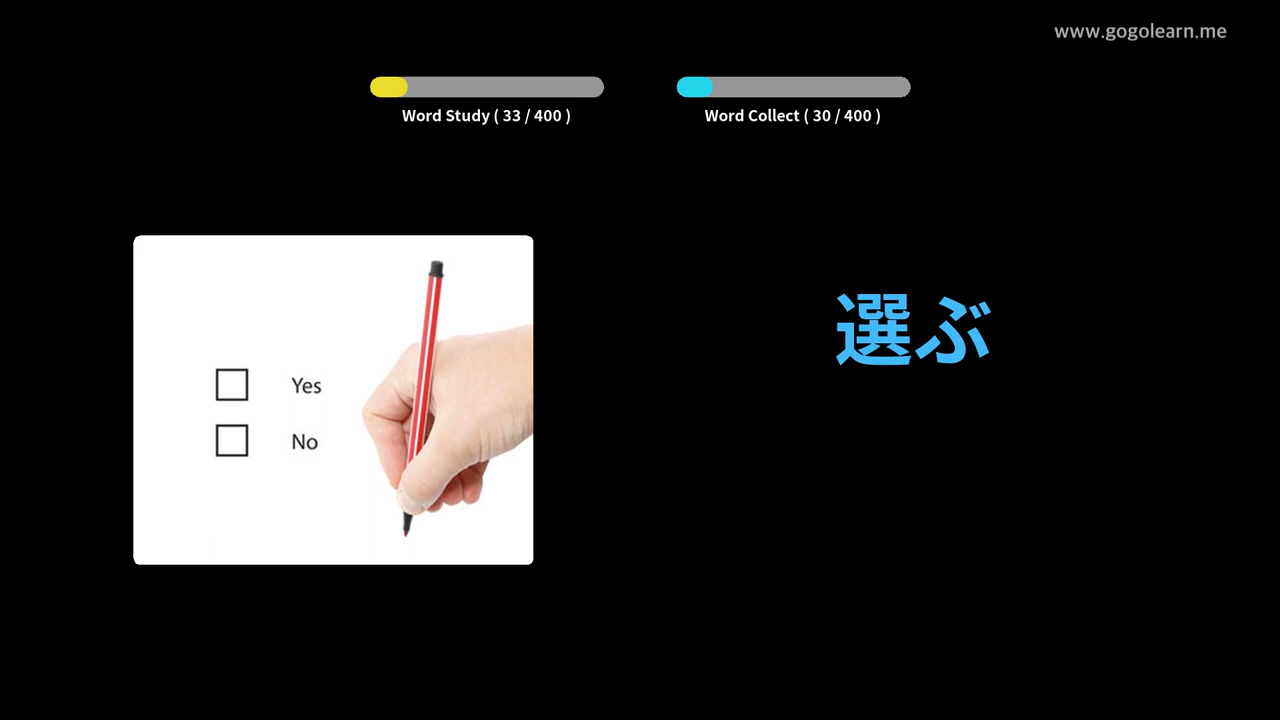 www.gogolearn.me
Word Study ( 33 / 400 )
Word Collect ( 30 / 400 )
Yes
No
選ぶ